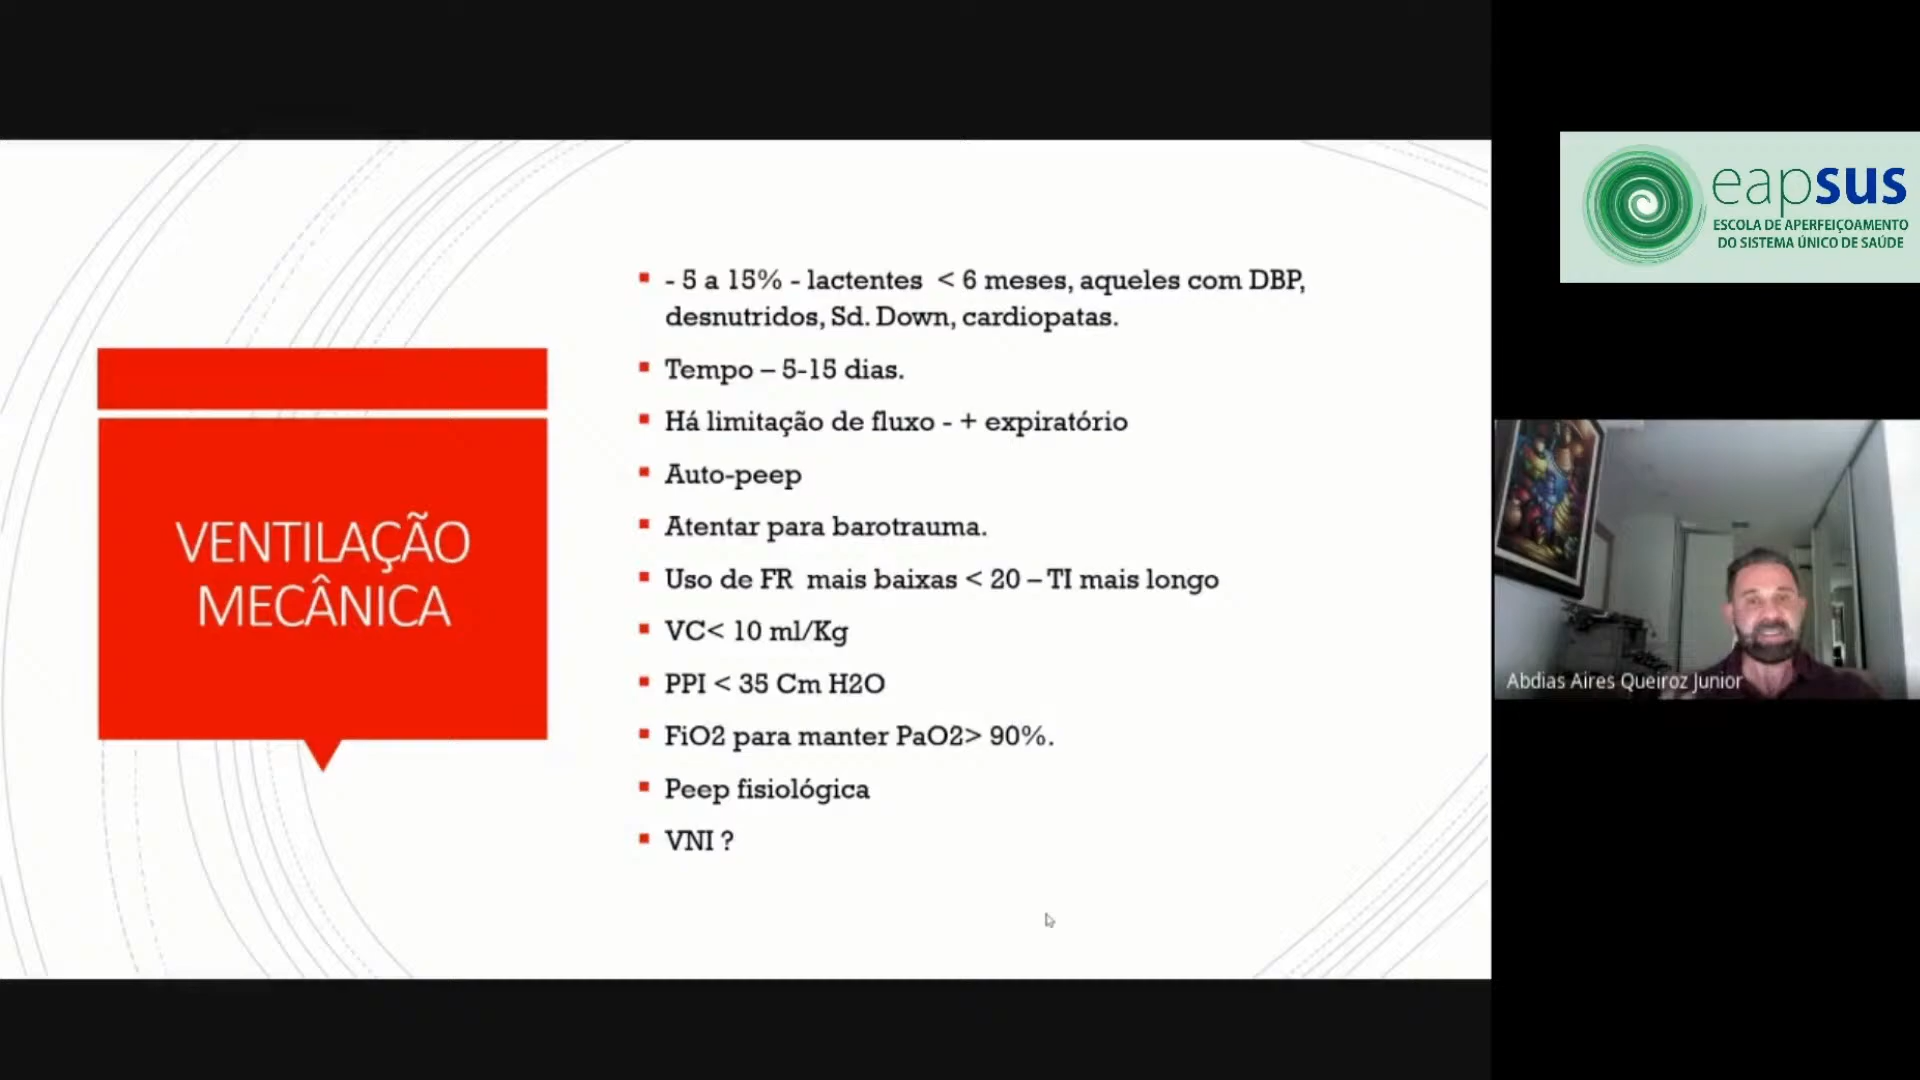 VENTILAÇÃO
MECÂNICA
- 5 a 15% - lactentes < 6 meses, aqueles com DBP,
desnutridos, Sd. Down, cardiopatas.
Tempo – 5-15 dias.
Há limitação de fluxo - + expiratório
Auto-peep
Atentar para barotrauma.
Uso de FR mais baixas < 20 – TI mais longo
VC< 10 ml/Kg
PPI < 35 Cm H2O
FiO2 para manter PaO2> 90%.
Peep fisiológica
VNI ?
eapsus
ESCOLA DE APERFEIÇOAMENTO
DO SISTEMA ÚNICO DE SAÚDE
Abdias Aires Queiroz Junior